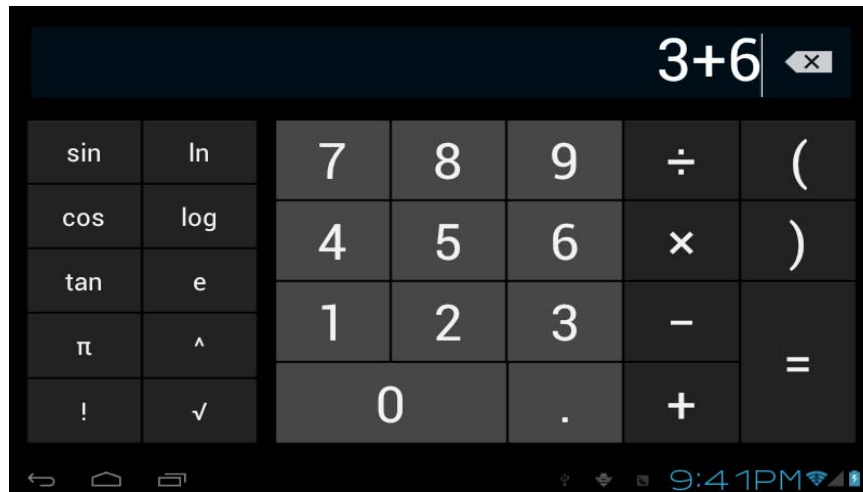 3+6
sin ln 7 8 9 ÷ (
cos log 4 5 6 × )
tan e 1 2 3 −
π ^ =
! √ 0 . +
9:41PM